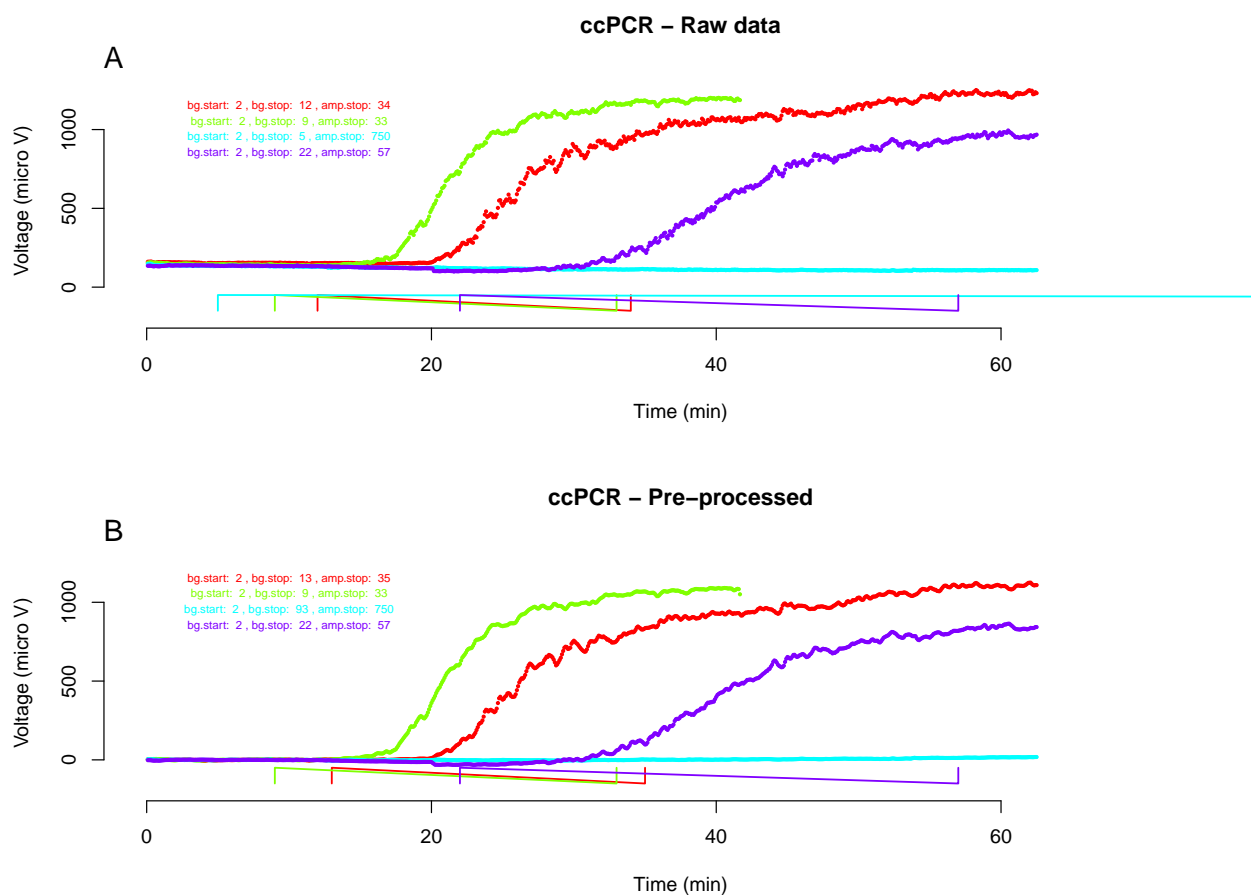 ccPCR − Raw data
A
bg.start: 2 , bg.stop: 12 , amp.stop: 34
bg.start: 2 , bg.stop: 9 , amp.stop: 33
bg.start: 2 , bg.stop: 5 , amp.stop: 750
bg.start: 2 , bg.stop: 22 , amp.stop: 57
Voltage (micro V)
1000
500
0
0 20 40 60
Time (min)
ccPCR − Pre−processed
B
bg.start: 2 , bg.stop: 13 , amp.stop: 35
bg.start: 2 , bg.stop: 9 , amp.stop: 33
bg.start: 2 , bg.stop: 93 , amp.stop: 750
bg.start: 2 , bg.stop: 22 , amp.stop: 57
Voltage (micro V)
1000
500
0
0 20 40 60
Time (min)